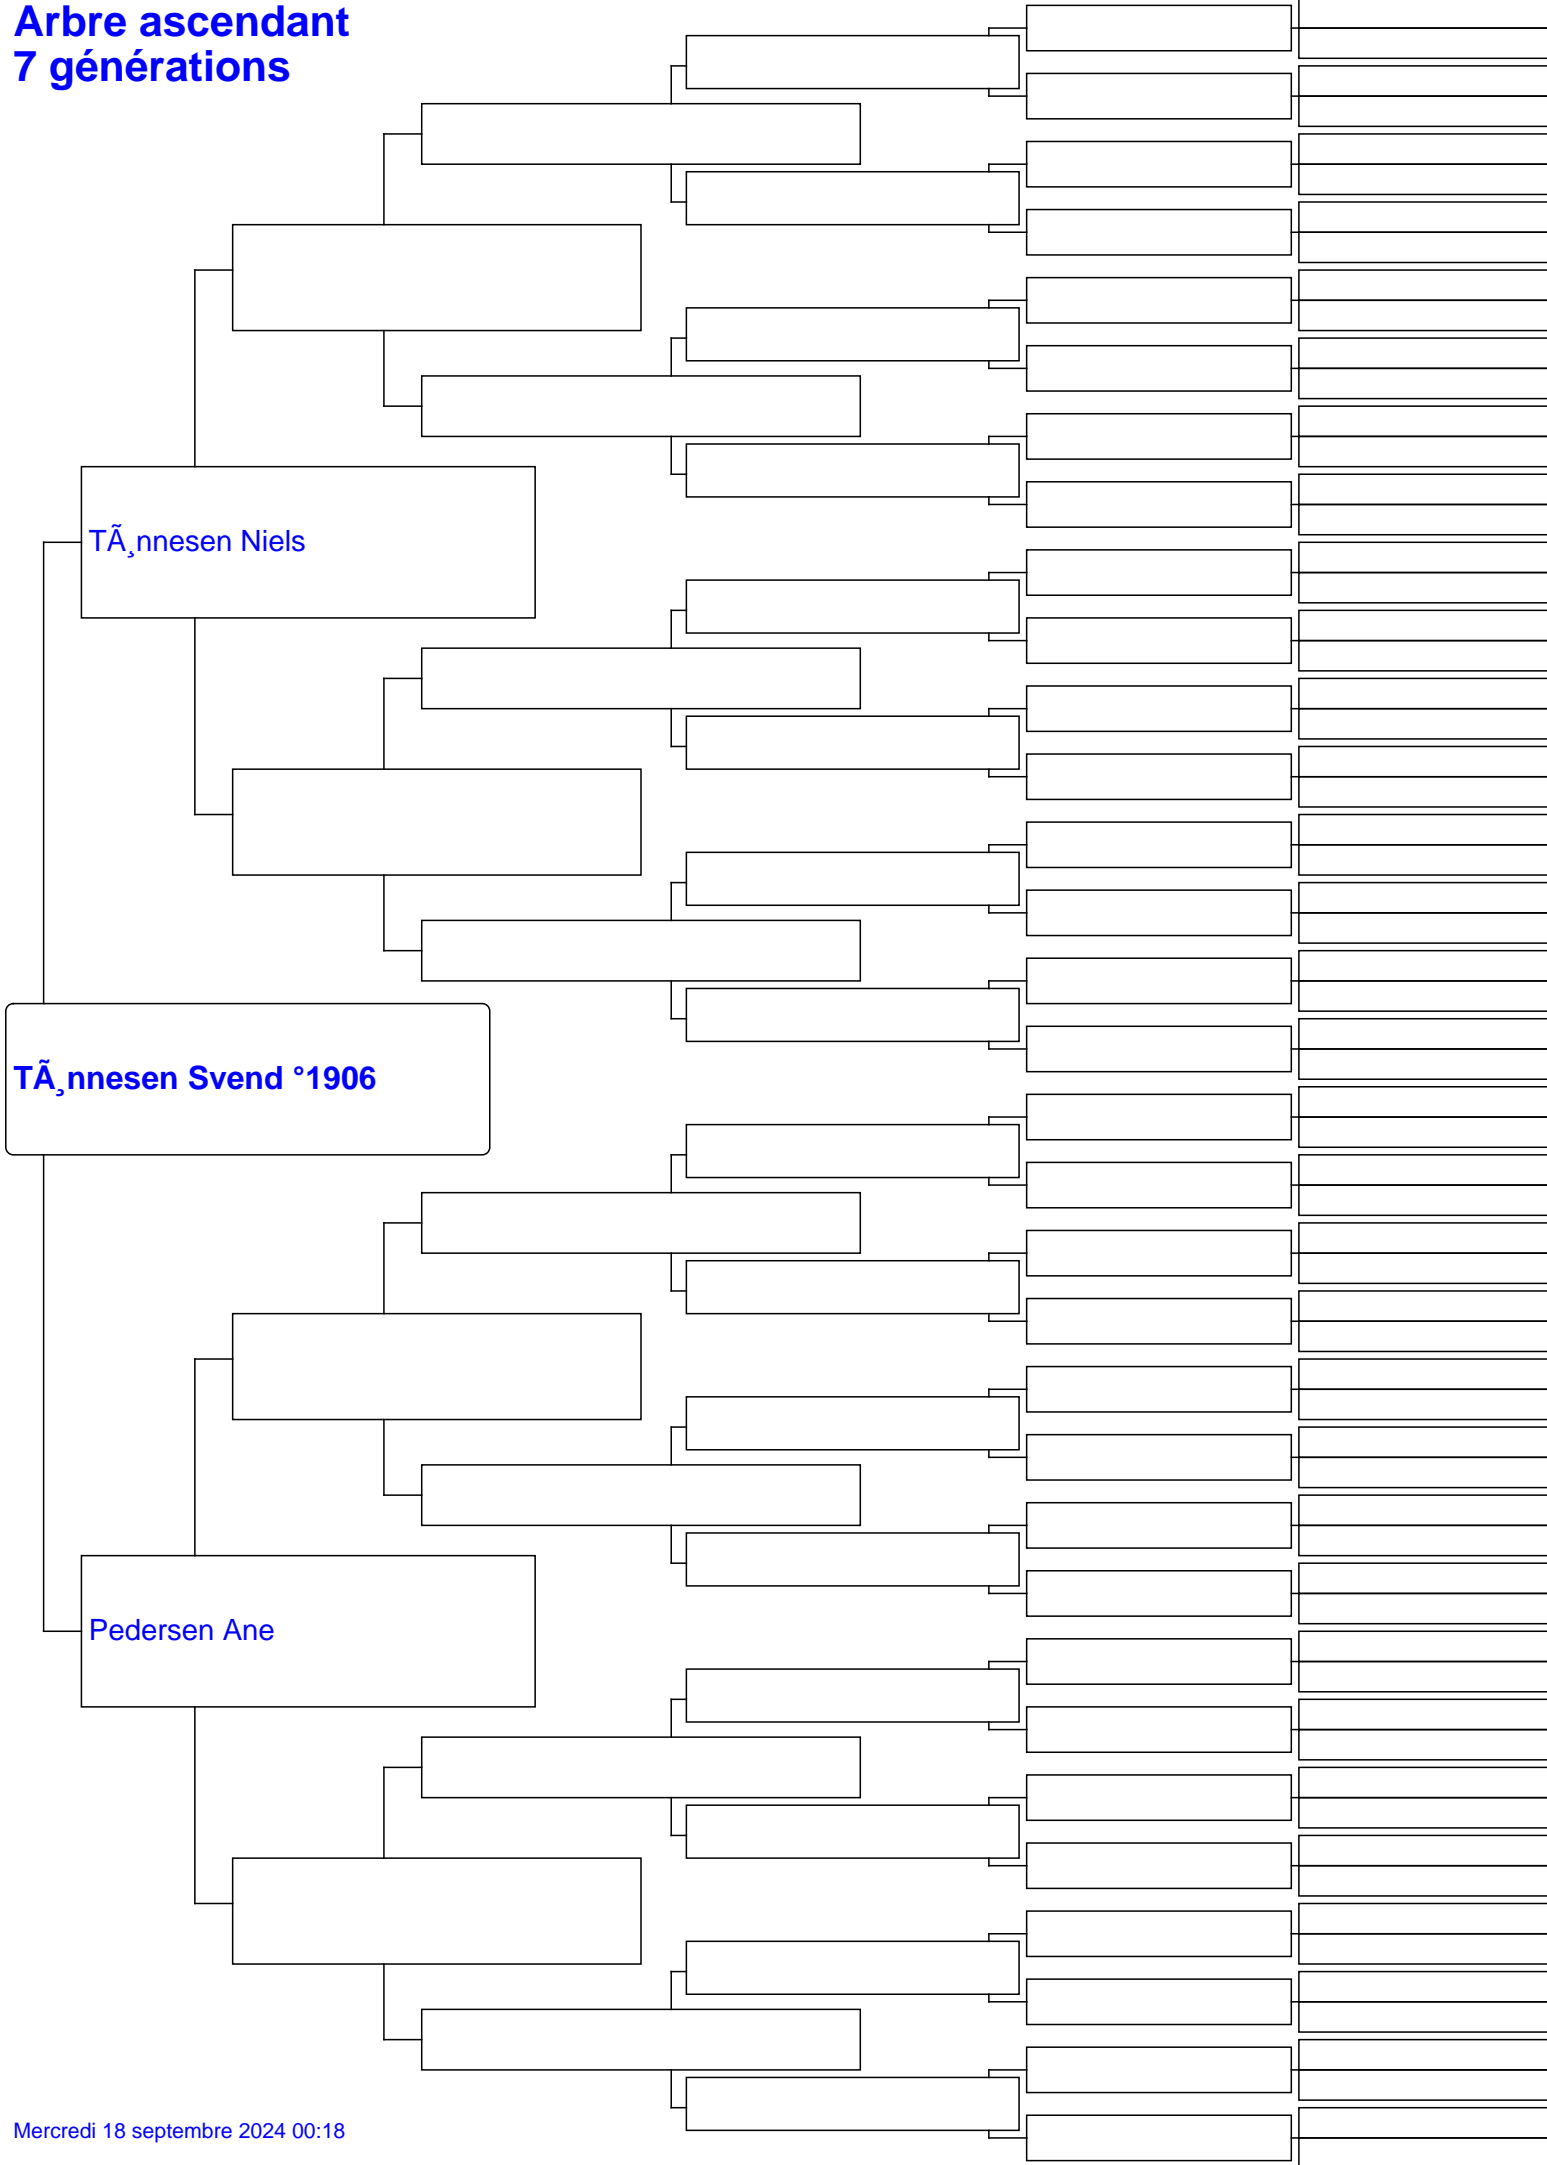 Arbre ascendant
7 générations
TÃ¸nnesen Niels
TÃ¸nnesen Svend °1906
Pedersen Ane
Mercredi 18 septembre 2024 00:18